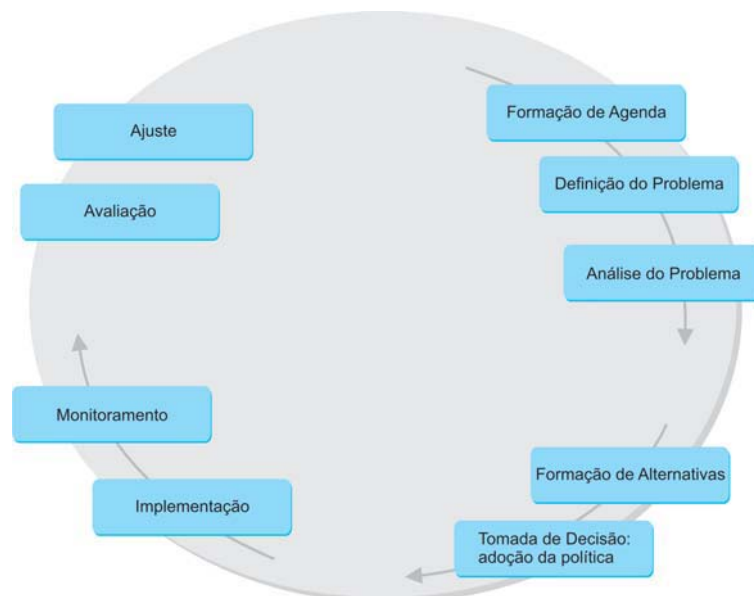 Formação de Agenda
Definição do Problema
Análise do Problema
Formação de Alternativas
Tomada de Decisão:
adoção da política
Implementação
Monitoramento
Avaliação
Ajuste